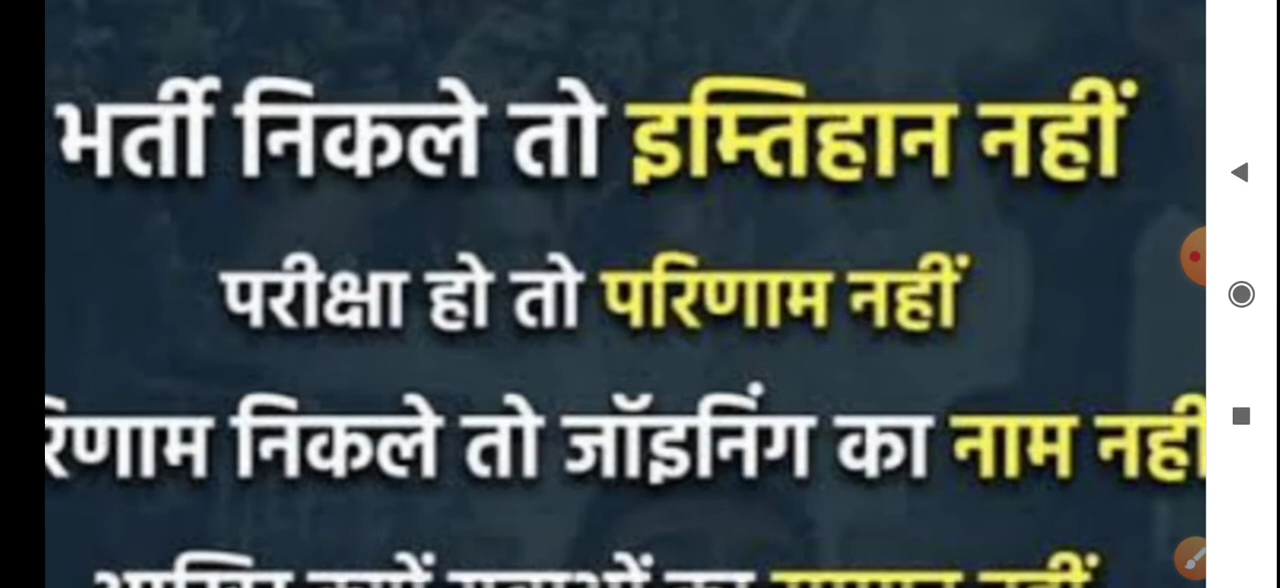 भर्ती निकले तो इम्तिहान नहीं
परीक्षा हो तो परिणाम नहीं
रिणाम निकले तो जॉइनिंग का नाम नहीं